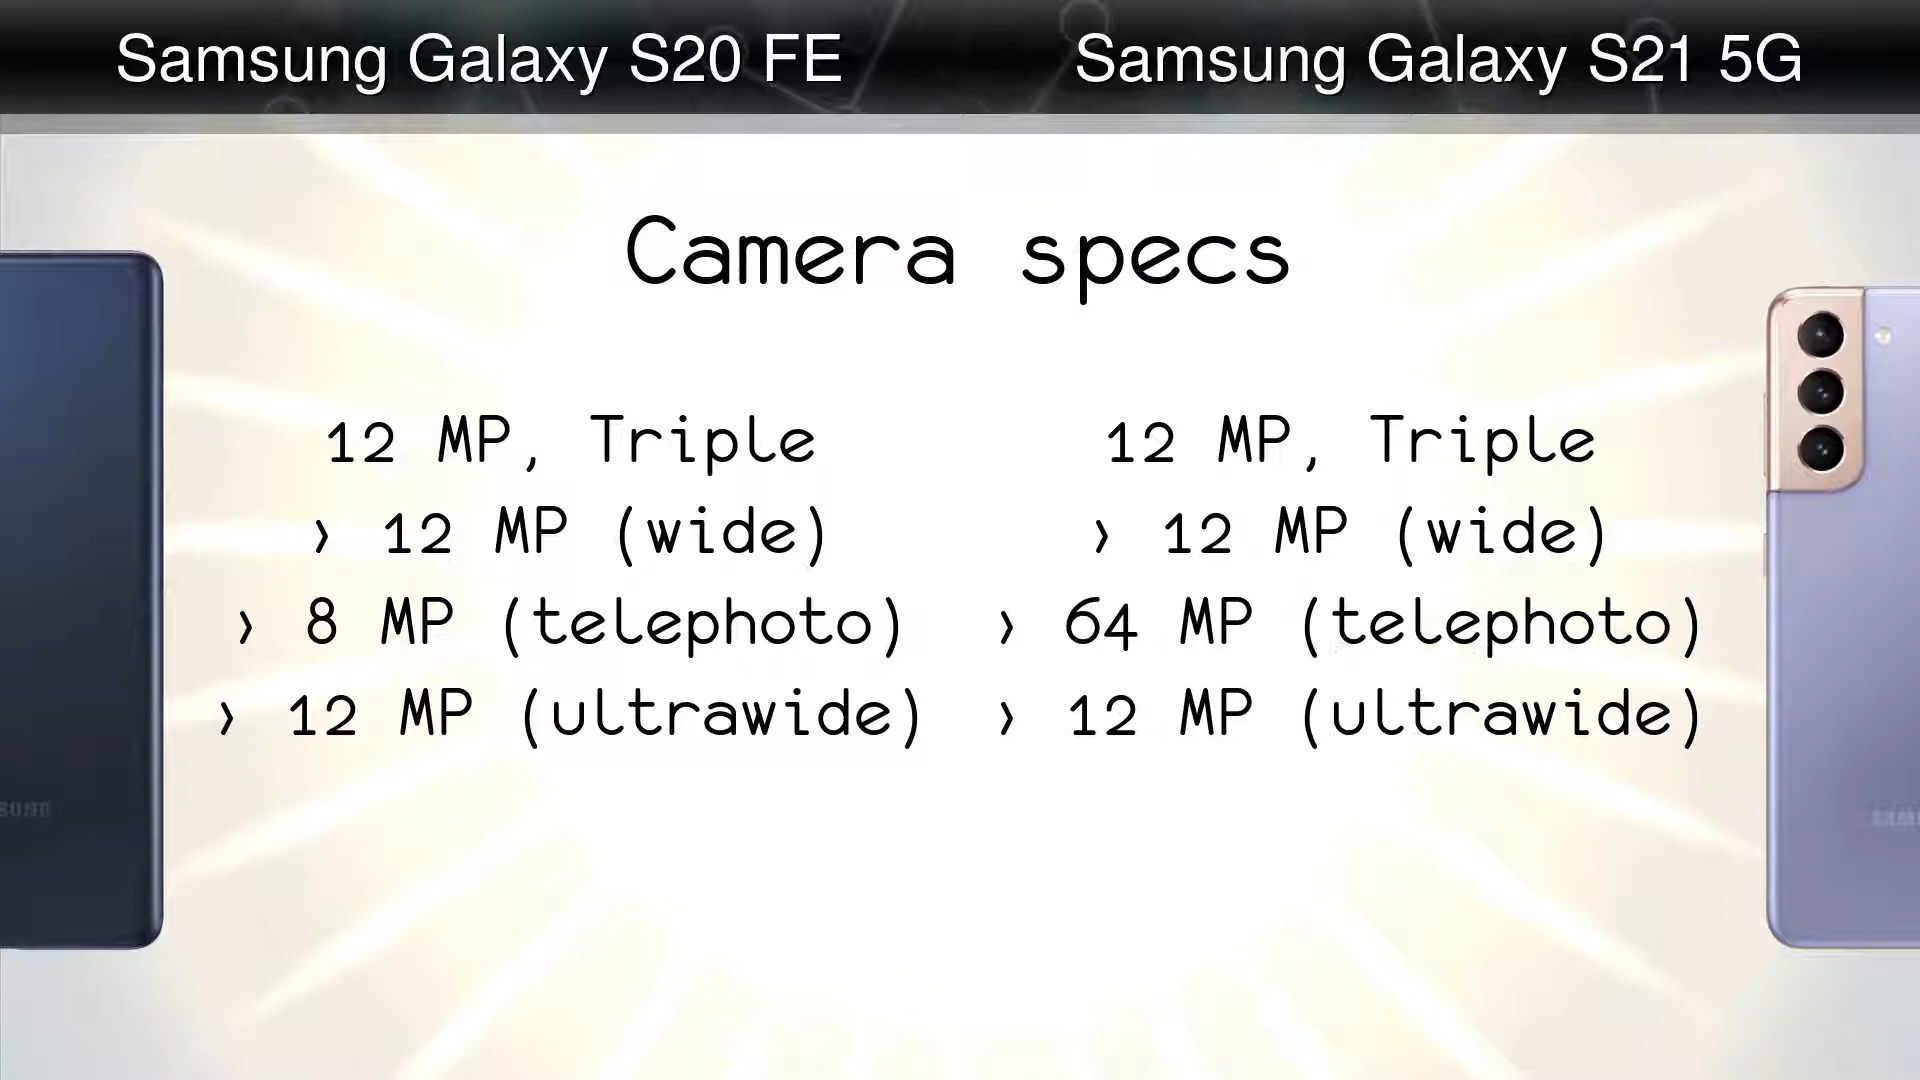 Samsung Galaxy S20 FE
Samsung Galaxy S21 5G
Camera specs
12 MP, Triple
› 12 MP (wide)
› 8 MP (telephoto)
› 12 MP (ultrawide)
12 MP, Triple
› 12 MP (wide)
› 64 MP (telephoto)
› 12 MP (ultrawide)